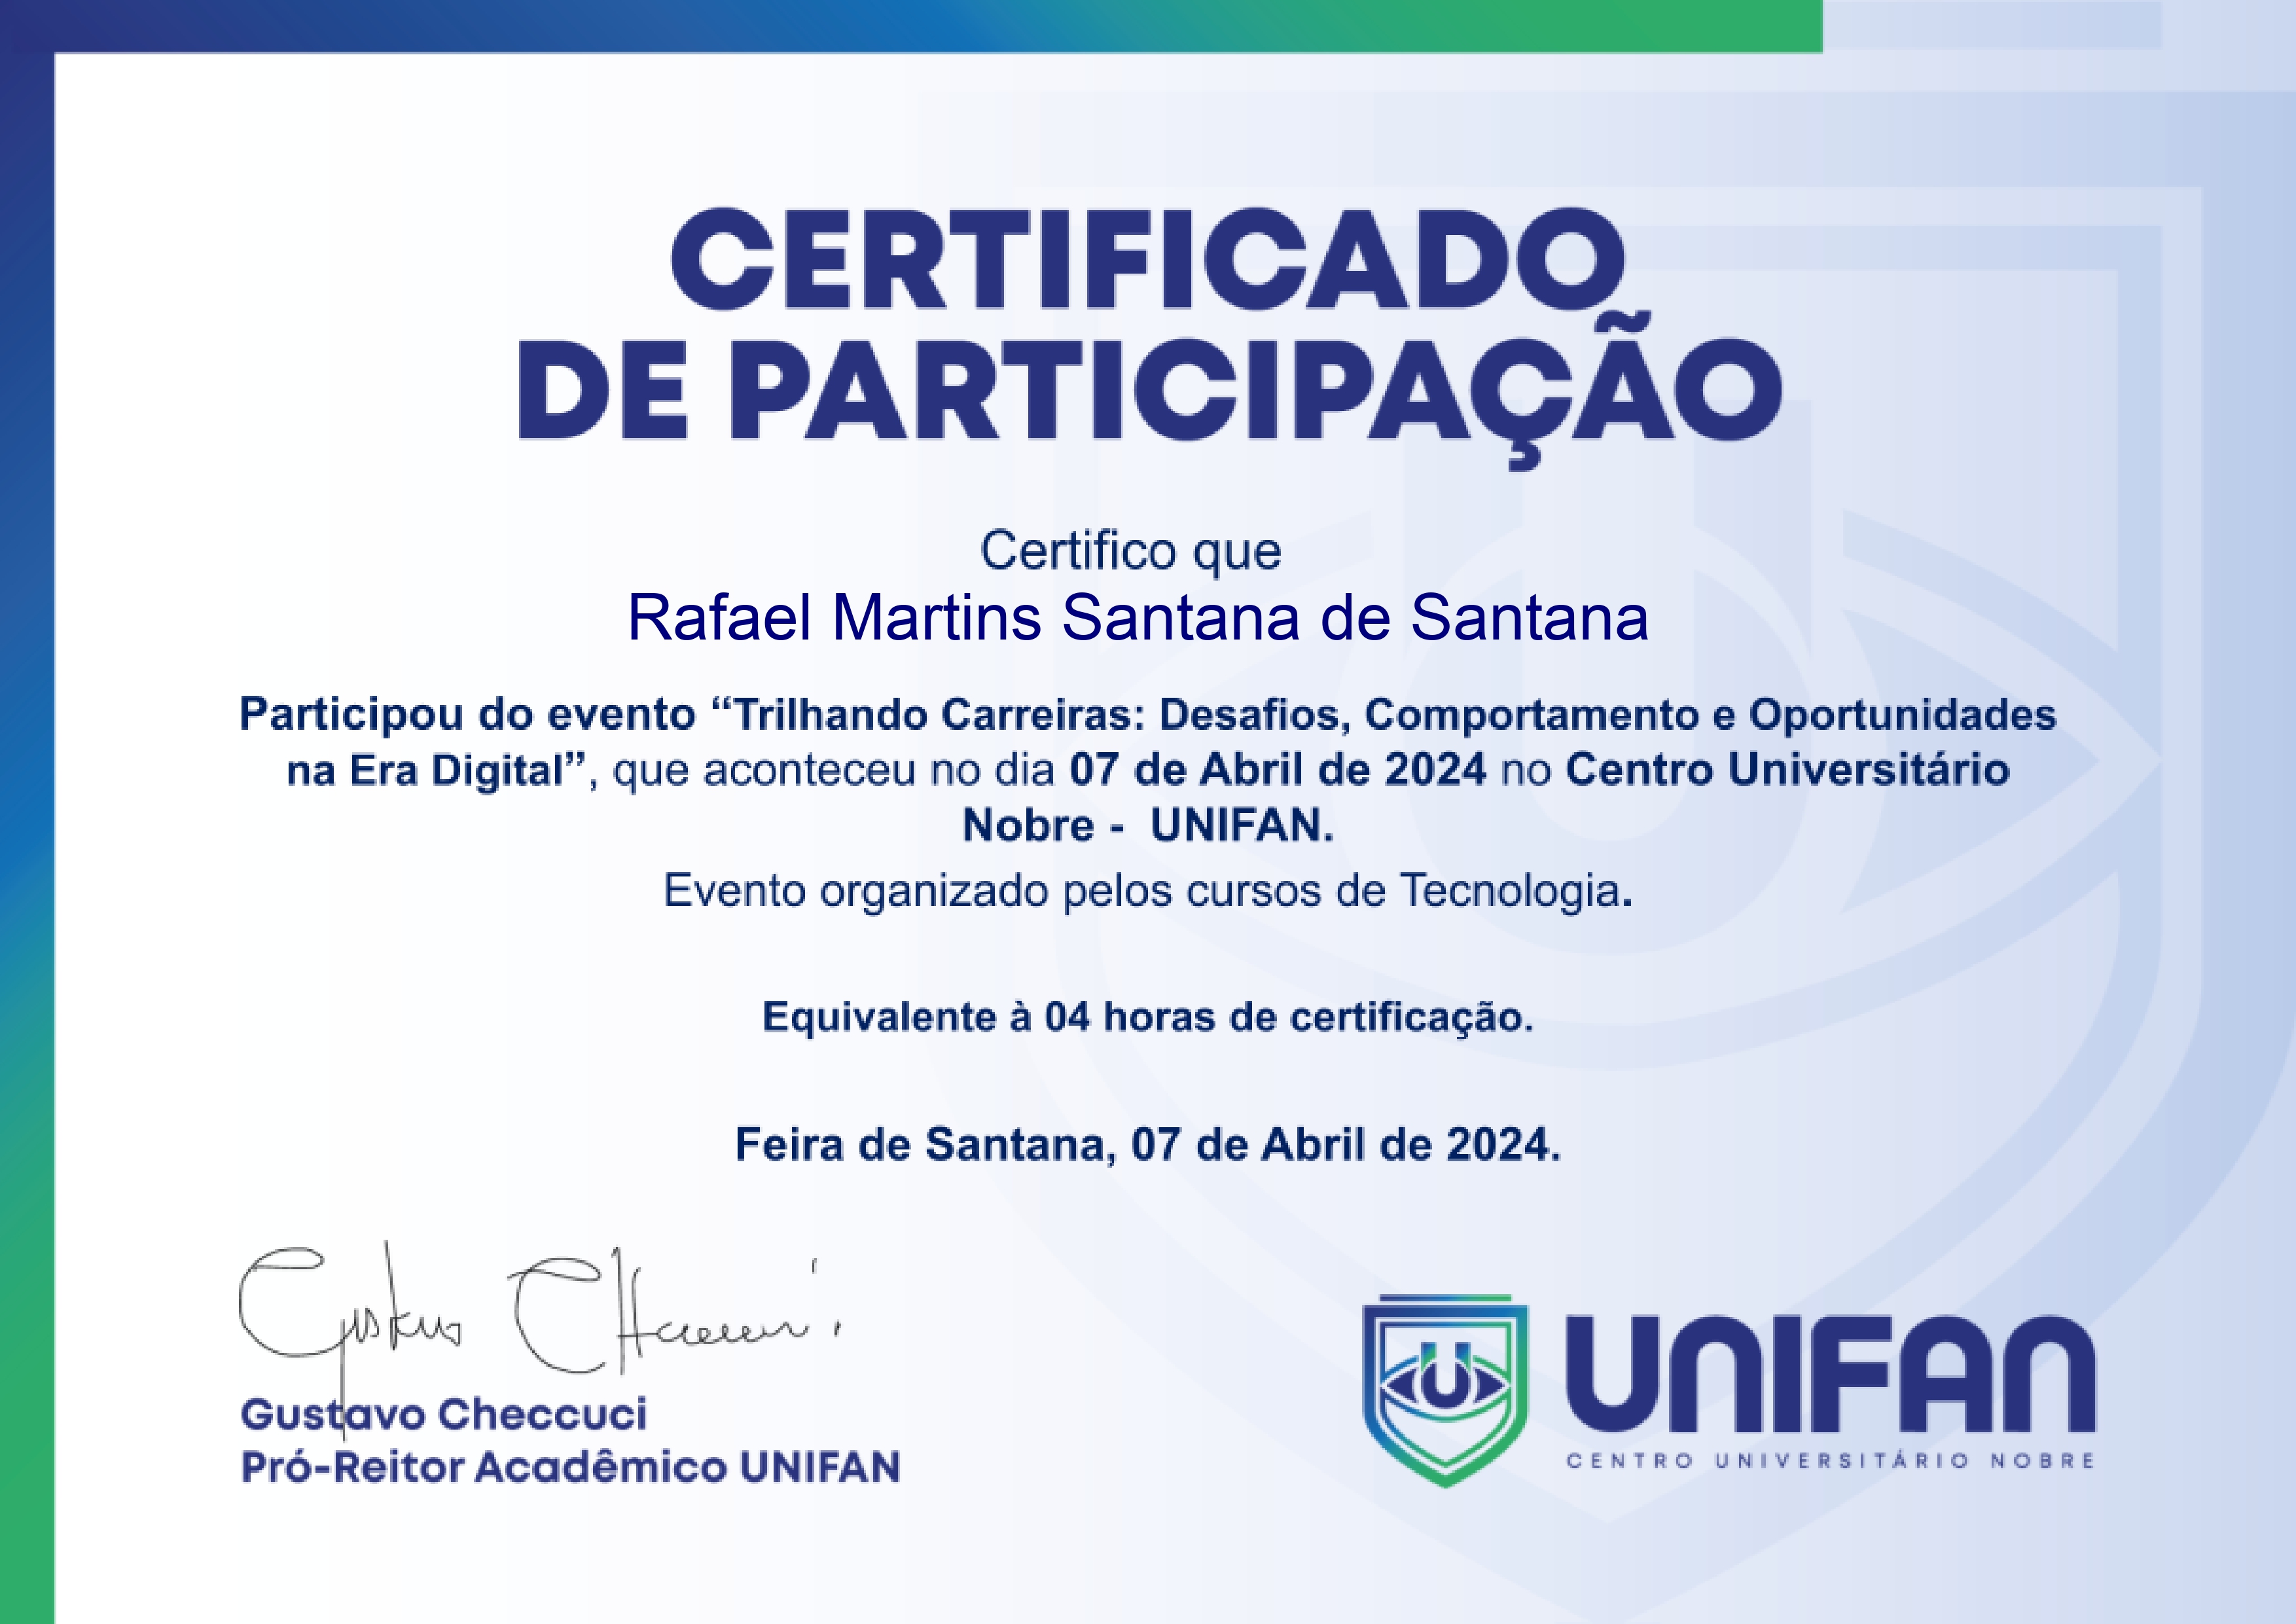 CERTIFICADO
DE PARTICIPAÇÃO
Certifico que
Rafael Martins Santana de Santana
Participou do evento “Trilhando Carreiras: Desafios, Comportamento e Oportunidades
na Era Digital”, que aconteceu no dia 07 de Abril de 2024 no Centro Universitário
Nobre - UNIFAN.
Evento organizado pelos cursos de Tecnologia.
Equivalente à 04 horas de certificação.
Feira de Santana, 07 de Abril de 2024.
Gustavo Checcuci
Gustavo Checcuci
Pró-Reitor Acadêmico UNIFAN
UNIFAN
CENTRO UNIVERSITÁRIO NOBRE